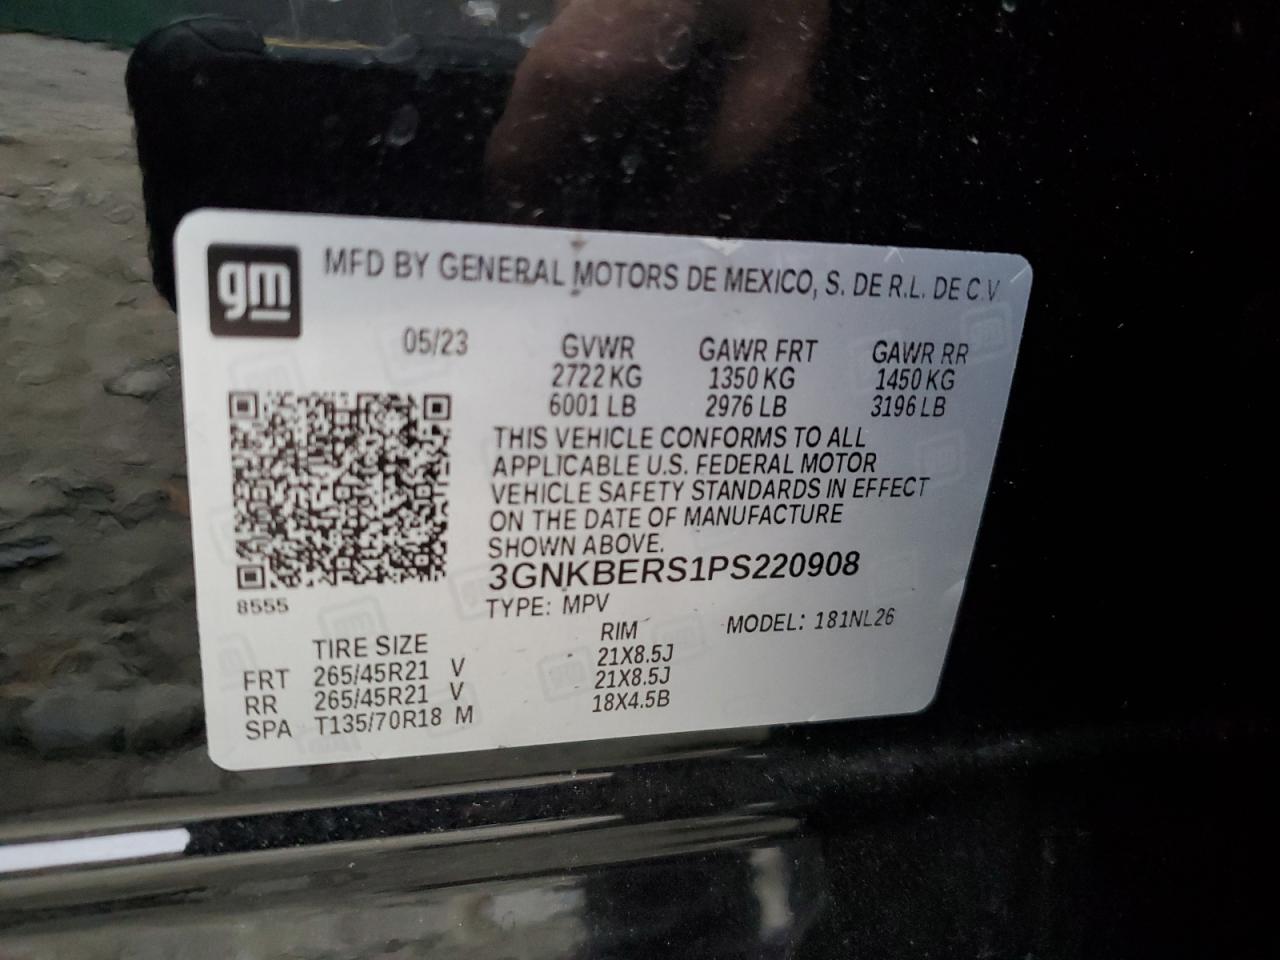 gm MFD BY GENERAL MOTORS DE MEXICO, S. DE R.L. DE C.V
05/23 GVWR GAWR FRT GAWR RR
2722 KG 1350 KG 1450 KG
6001 LB 2976 LB 3196 LB
THIS VEHICLE CONFORMS TO ALL
APPLICABLE U.S. FEDERAL MOTOR
VEHICLE SAFETY STANDARDS IN EFFECT
ON THE DATE OF MANUFACTURE
SHOWN ABOVE.
3GNKBERS1PS220908
8555 TYPE: MPV MODEL: 181NL26
TIRE SIZE RIM
FRT 265/45R21 V 21X8.5J
RR 265/45R21 V 21X8.5J
SPA T135/70R18 M 18X4.5B